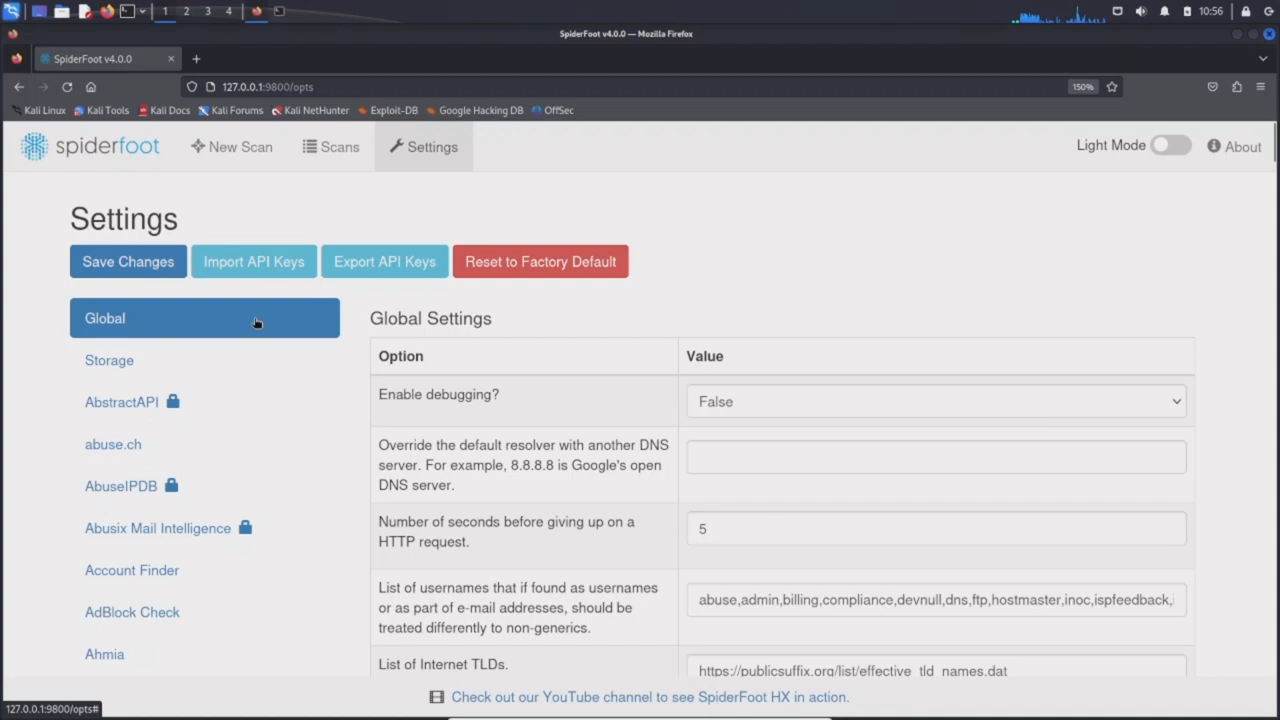 1 2 3 4
10:56
SpiderFoot v4.0.0 — Mozilla Firefox
SpiderFoot v4.0.0
127.0.0.1:9800/opts
150%
Kali Linux Kali Tools Kali Docs Kali Forums Kali NetHunter Exploit-DB Google Hacking DB OffSec
spiderfoot New Scan Scans Settings Light Mode About
Settings
Save Changes Import API Keys Export API Keys Reset to Factory Default
Global
Storage
AbstractAPI
abuse.ch
AbuseIPDB
Abusix Mail Intelligence
Account Finder
AdBlock Check
Ahmia
Global Settings
Option Value
Enable debugging? False
Override the default resolver with another DNS
server. For example, 8.8.8.8 is Google's open
DNS server.
Number of seconds before giving up on a
HTTP request.
5
List of usernames that if found as usernames
or as part of e-mail addresses, should be
treated differently to non-generics.
abuse,admin,billing,compliance,devnull,dns,ftp,hostmaster,inoc,ispfeedback,
List of Internet TLDs.
https://publicsuffix.org/list/effective_tld_names.dat
Check out our YouTube channel to see SpiderFoot HX in action.
127.0.0.1:9800/opts#